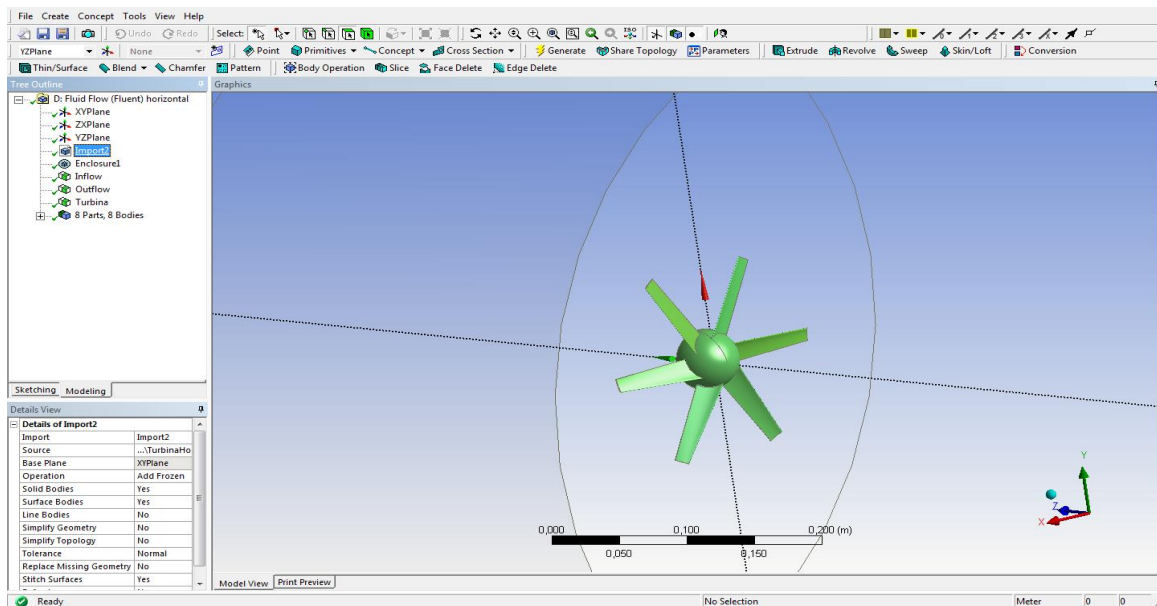 File Create Concept Tools View Help
Undo Redo Select:
YZPlane None Point Primitives Concept Cross Section Generate Share Topology Parameters Extrude Revolve Sweep Skin/Loft Conversion
Thin/Surface Blend Chamfer Pattern Body Operation Slice Face Delete Edge Delete
Tree Outline
D: Fluid Flow (Fluent) horizontal
XYPlane
ZXPlane
YZPlane
Import2
Enclosure1
Inflow
Outflow
Turbina
8 Parts, 8 Bodies
Sketching Modeling
Details View
Details of Import2
Import Import2
Source ...\TurbinaHo
Base Plane XYPlane
Operation Add Frozen
Solid Bodies Yes
Surface Bodies Yes
Line Bodies No
Simplify Geometry No
Simplify Topology No
Tolerance Normal
Replace Missing Geometry No
Stitch Surfaces Yes
Graphics
Y
Z
X
0,000 0,100 0,200 (m)
0,050 0,150
Model View Print Preview
Ready No Selection Meter 0 0